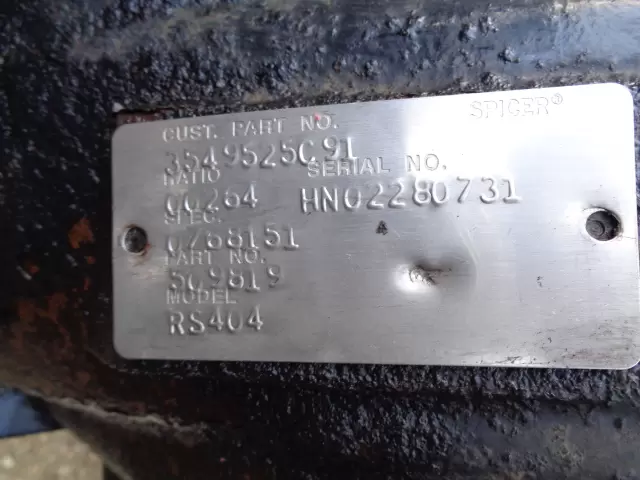 SPICER®
CUST. PART NO.
3549525C91
RATIO SERIAL NO.
00264 HN02280731
SPEC.
0768151
PART NO.
509819
MODEL
RS404